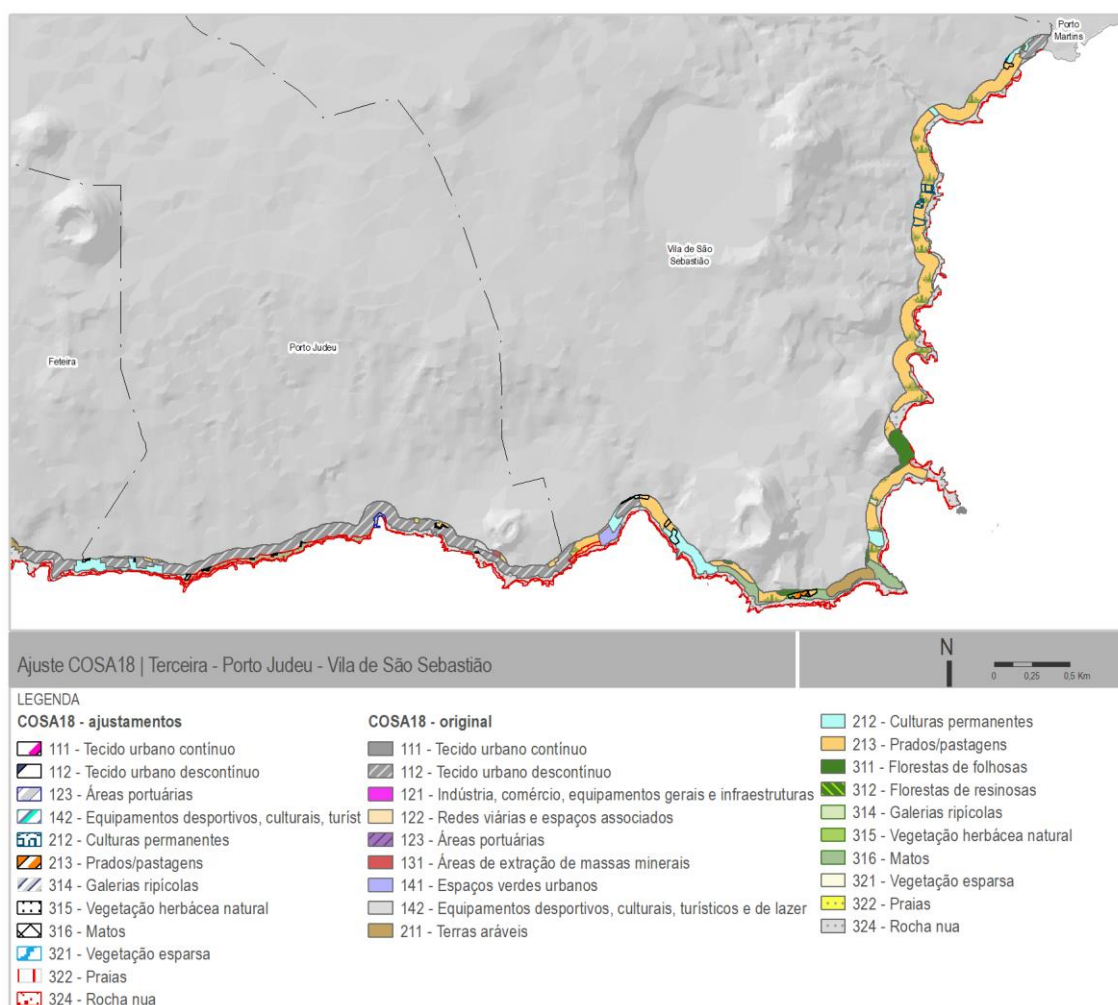 Porto
Martins
Vila de São
Sebastião
Porto Judeu
Feteira
Ajuste COSA18 | Terceira - Porto Judeu - Vila de São Sebastião
N
0 0,25 0,5 Km
LEGENDA
COSA18 - ajustamentos
111 - Tecido urbano contínuo
112 - Tecido urbano descontínuo
123 - Áreas portuárias
142 - Equipamentos desportivos, culturais, turíst
212 - Culturas permanentes
213 - Prados/pastagens
314 - Galerias ripícolas
315 - Vegetação herbácea natural
316 - Matos
321 - Vegetação esparsa
322 - Praias
324 - Rocha nua
COSA18 - original
111 - Tecido urbano contínuo
112 - Tecido urbano descontínuo
121 - Indústria, comércio, equipamentos gerais e infraestruturas
122 - Redes viárias e espaços associados
123 - Áreas portuárias
131 - Áreas de extração de massas minerais
141 - Espaços verdes urbanos
142 - Equipamentos desportivos, culturais, turísticos e de lazer
211 - Terras aráveis
212 - Culturas permanentes
213 - Prados/pastagens
311 - Florestas de folhosas
312 - Florestas de resinosas
314 - Galerias ripícolas
315 - Vegetação herbácea natural
316 - Matos
321 - Vegetação esparsa
322 - Praias
324 - Rocha nua